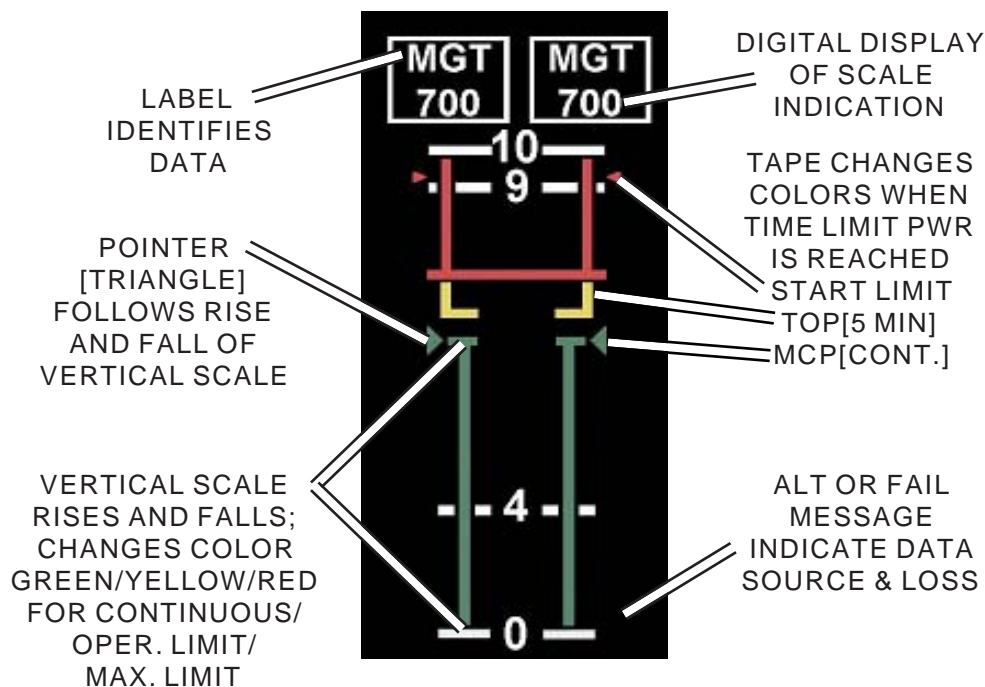 MGT
700
MGT
700
10
9
4
0
LABEL
IDENTIFIES
DATA
POINTER
[TRIANGLE]
FOLLOWS RISE
AND FALL OF
VERTICAL SCALE
VERTICAL SCALE
RISES AND FALLS;
CHANGES COLOR
GREEN/YELLOW/RED
FOR CONTINUOUS/
OPER. LIMIT/
MAX. LIMIT
DIGITAL DISPLAY
OF SCALE
INDICATION
TAPE CHANGES
COLORS WHEN
TIME LIMIT PWR
IS REACHED
START LIMIT
TOP[5 MIN]
MCP[CONT.]
ALT OR FAIL
MESSAGE
INDICATE DATA
SOURCE & LOSS